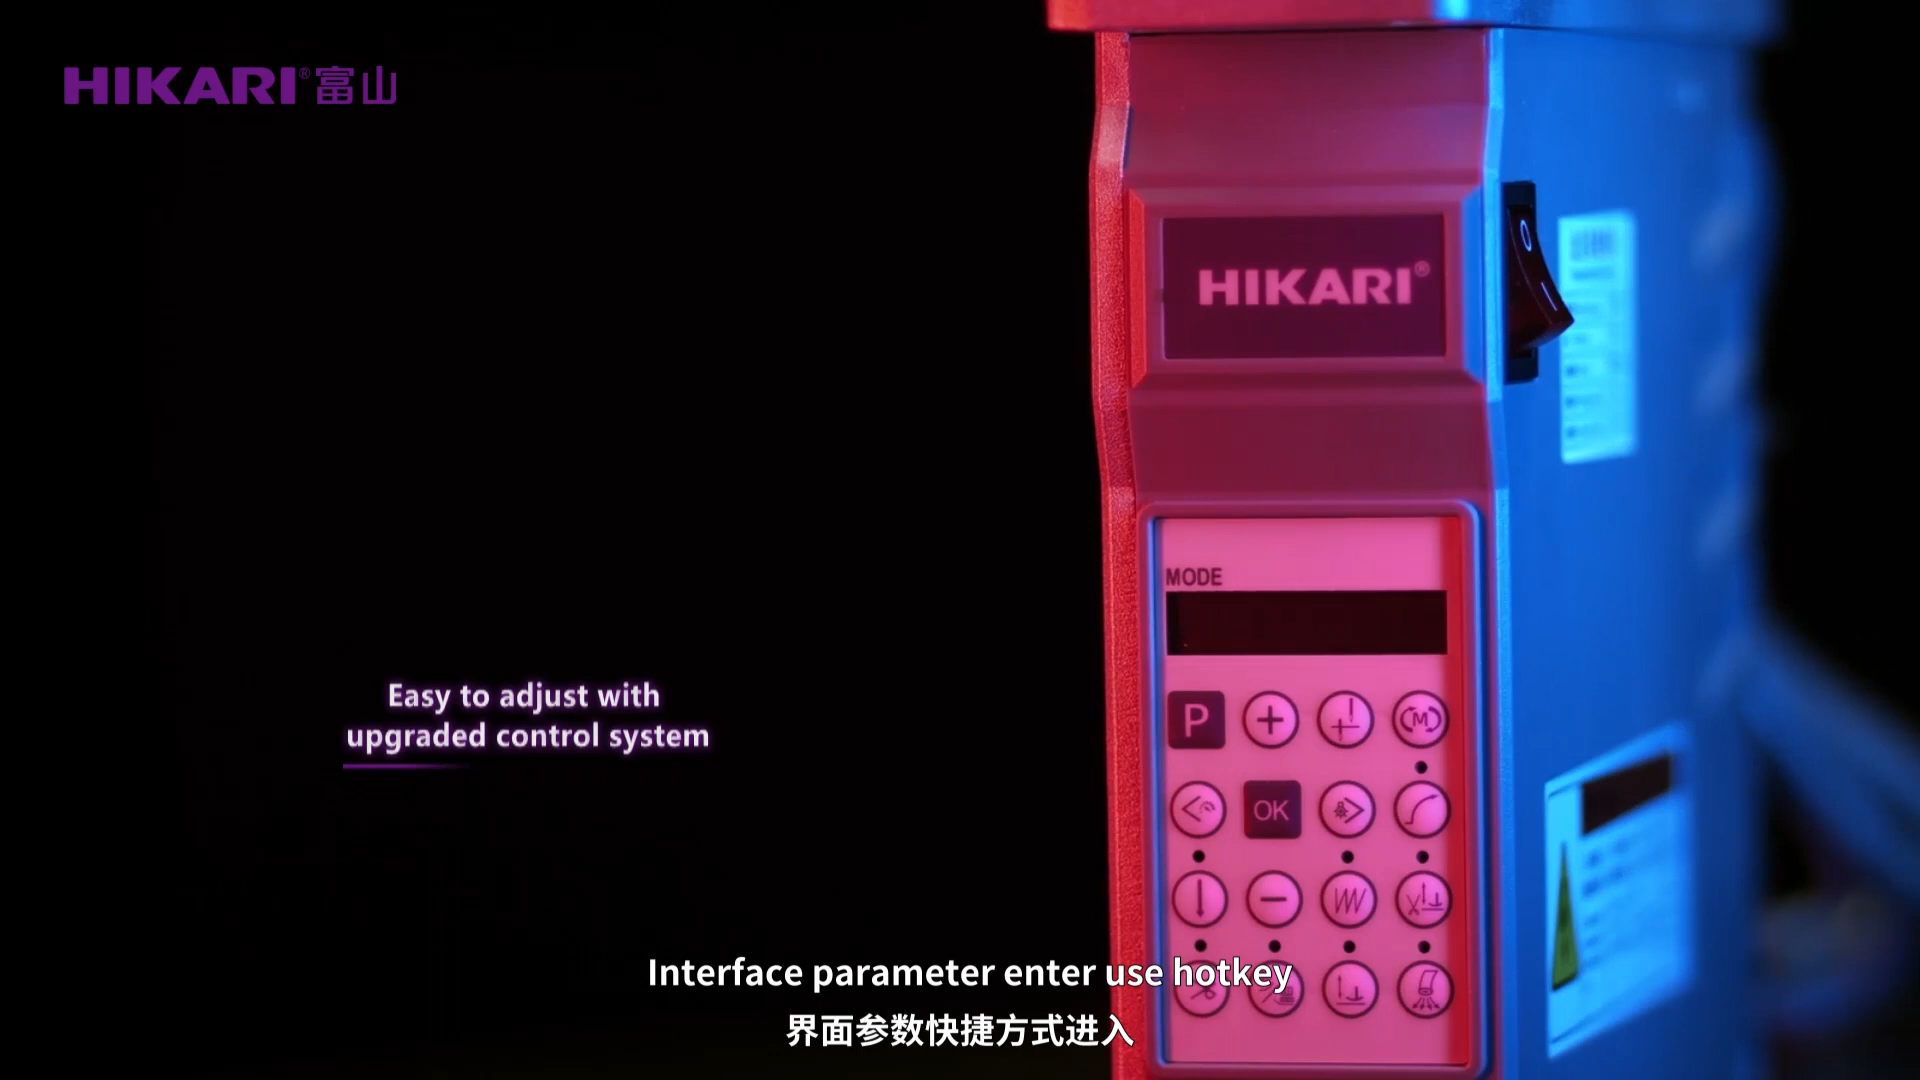 HIKARI®富山
HIKARI®
MODE
P
M
OK
Easy to adjust with
upgraded control system
Interface parameter enter use hotkey
界面参数快捷方式进入